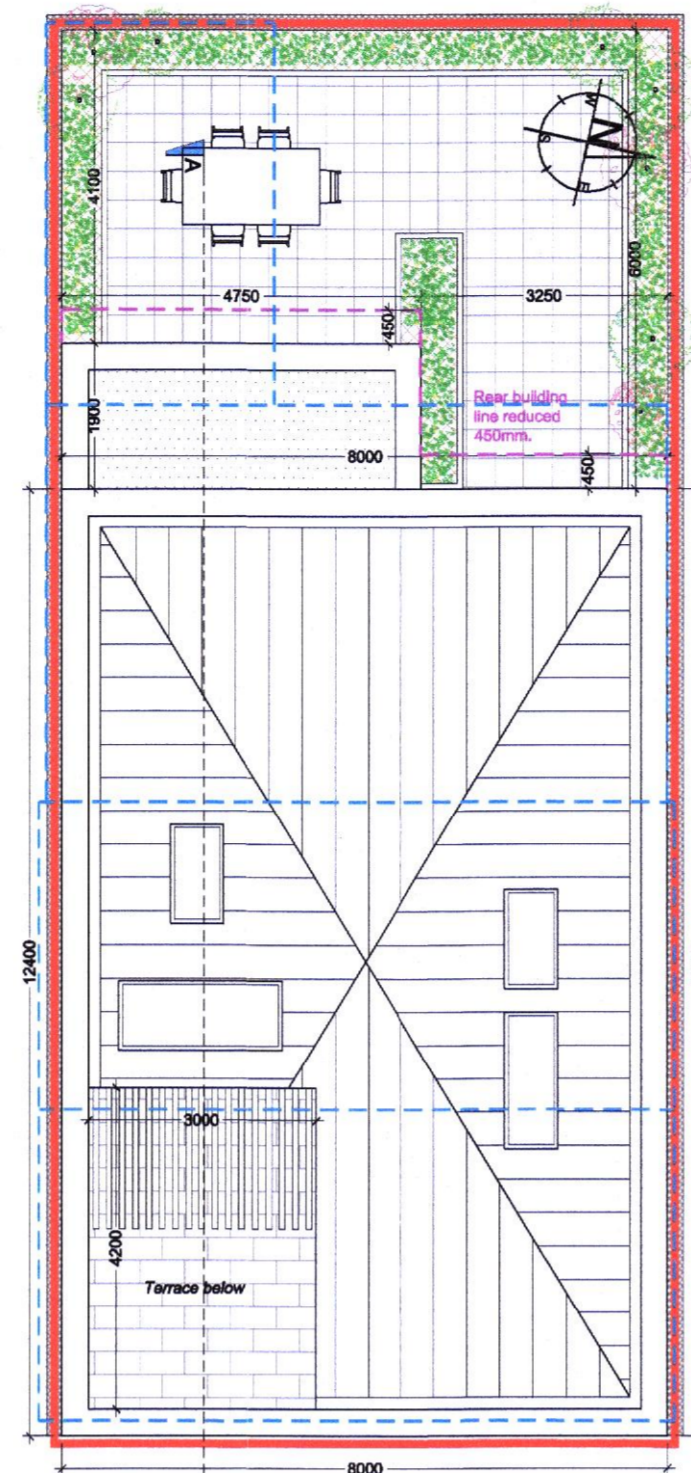 W
S
N
E
A
4100
6000
4750
3250
450
Rear building
line reduced
450mm.
1900
8000
450
12400
3000
4200
Terrace below
8000